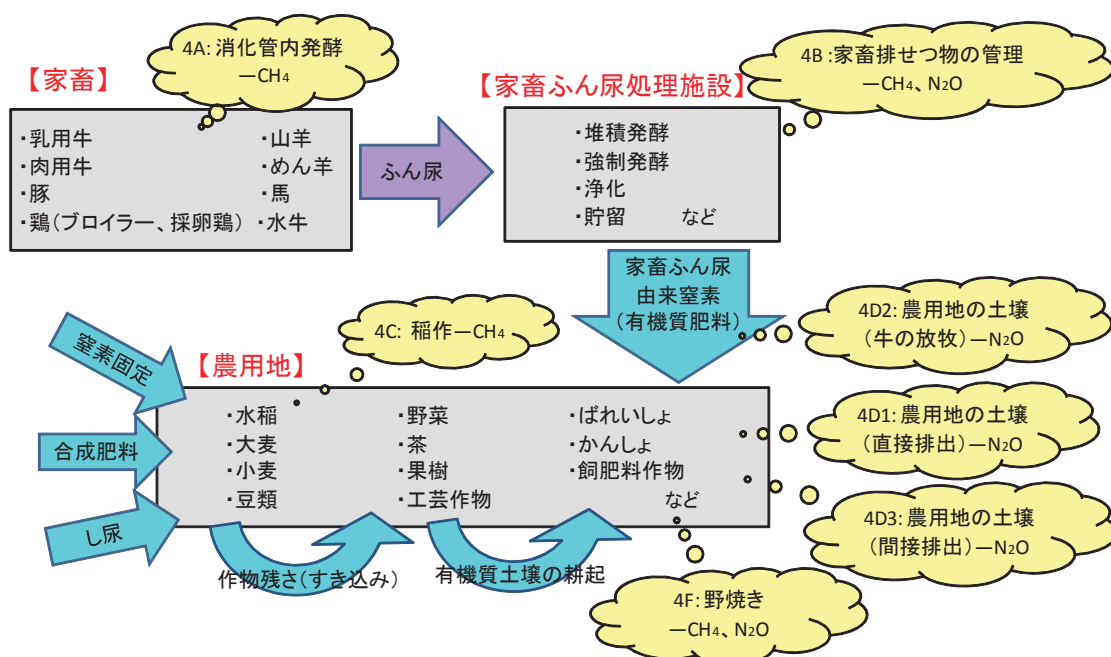 4A: 消化管内発酵
―CH4
【家畜】
・乳用牛
・肉用牛
・豚
・鶏(ブロイラー、採卵鶏)
・山羊
・めん羊
・馬
・水牛
ふん尿
【家畜ふん尿処理施設】
・堆積発酵
・強制発酵
・浄化
・貯留 など
4B:家畜排せつ物の管理
―CH4、N2O
家畜ふん尿
由来窒素
(有機質肥料)
4D2:農用地の土壌
(牛の放牧)―N2O
4C: 稲作―CH4
窒素固定
合成肥料
し尿
【農用地】
・水稲
・大麦
・小麦
・豆類
・野菜
・茶
・果樹
・工芸作物
・ばれいしょ
・かんしょ
・飼肥料作物
など
4D1:農用地の土壌
(直接排出)―N2O
4D3:農用地の土壌
(間接排出)―N2O
作物残さ(すき込み)
有機質土壌の耕起
4F:野焼き
―CH4、N2O